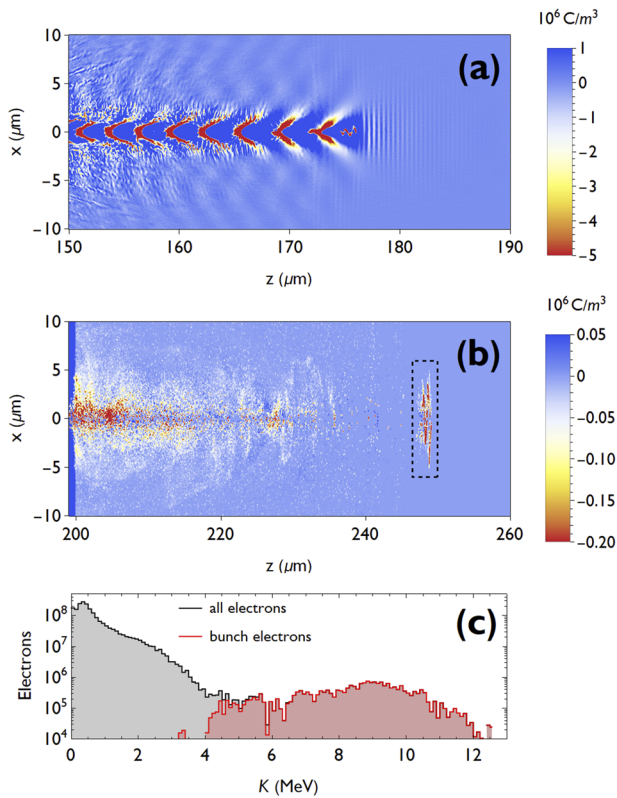 10⁶ C/m³
(a)
10
5
0
−5
−10
x (μm)
150 160 170 180 190
z (μm)
1
0
−1
−2
−3
−4
−5
10⁶ C/m³
(b)
10
5
0
−5
−10
x (μm)
200 220 240 260
z (μm)
0.05
0.00
−0.05
−0.10
−0.15
−0.20
(c)
all electrons
bunch electrons
10⁸
10⁷
10⁶
10⁵
10⁴
Electrons
0 2 4 6 8 10 12
K (MeV)